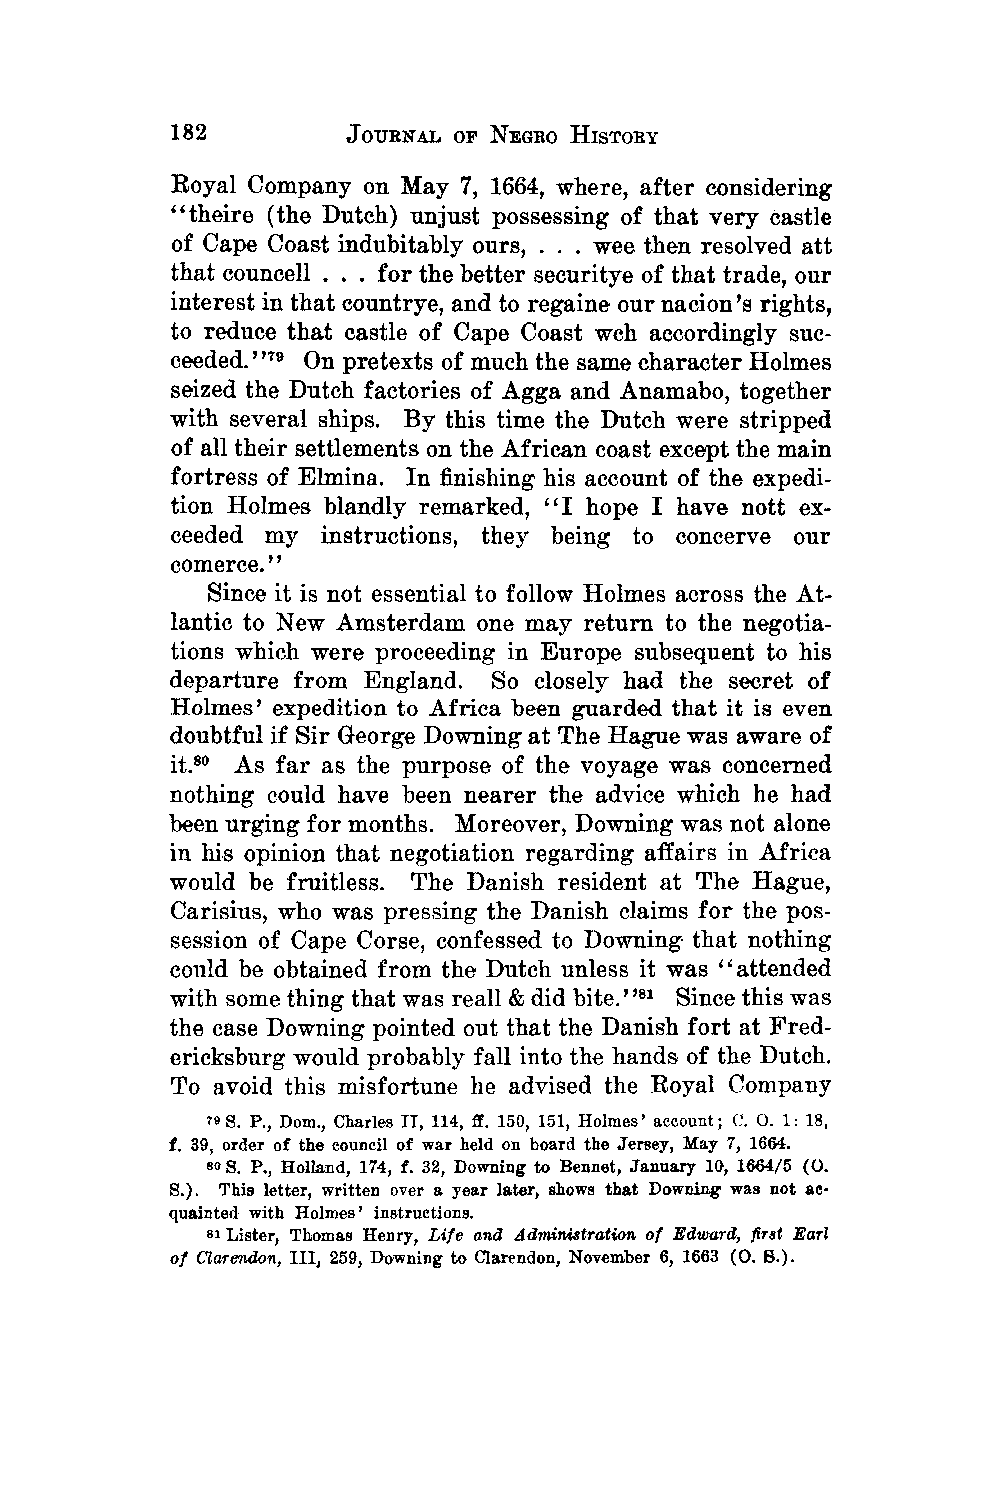 182 JOURNAL OF NEGRO HISTORY
Royal Company on May 7, 1664, where, after considering
“theire (the Dutch) unjust possessing of that very castle
of Cape Coast indubitably ours, . . . wee then resolved att
that councell . . . for the better securitye of that trade, our
interest in that countrye, and to regaine our nacion’s rights,
to reduce that castle of Cape Coast wch accordingly suc-
ceeded.”79 On pretexts of much the same character Holmes
seized the Dutch factories of Agga and Anamabo, together
with several ships. By this time the Dutch were stripped
of all their settlements on the African coast except the main
fortress of Elmina. In finishing his account of the expedi-
tion Holmes blandly remarked, “I hope I have nott ex-
ceeded my instructions, they being to concerve our
comerce.”
Since it is not essential to follow Holmes across the At-
lantic to New Amsterdam one may return to the negotia-
tions which were proceeding in Europe subsequent to his
departure from England. So closely had the secret of
Holmes’ expedition to Africa been guarded that it is even
doubtful if Sir George Downing at The Hague was aware of
it.80 As far as the purpose of the voyage was concerned
nothing could have been nearer the advice which he had
been urging for months. Moreover, Downing was not alone
in his opinion that negotiation regarding affairs in Africa
would be fruitless. The Danish resident at The Hague,
Carisius, who was pressing the Danish claims for the pos-
session of Cape Corse, confessed to Downing that nothing
could be obtained from the Dutch unless it was “attended
with some thing that was reall & did bite.”81 Since this was
the case Downing pointed out that the Danish fort at Fred-
ericksburg would probably fall into the hands of the Dutch.
To avoid this misfortune he advised the Royal Company
79 S. P., Dom., Charles II, 114, ff. 150, 151, Holmes’ account; C. O. 1: 18,
f. 39, order of the council of war held on board the Jersey, May 7, 1664.
80 S. P., Holland, 174, f. 32, Downing to Bennet, January 10, 1664/5 (O.
S.). This letter, written over a year later, shows that Downing was not ac-
quainted with Holmes’ instructions.
81 Lister, Thomas Henry, Life and Administration of Edward, first Earl
of Clarendon, III, 259, Downing to Clarendon, November 6, 1663 (O. S.).